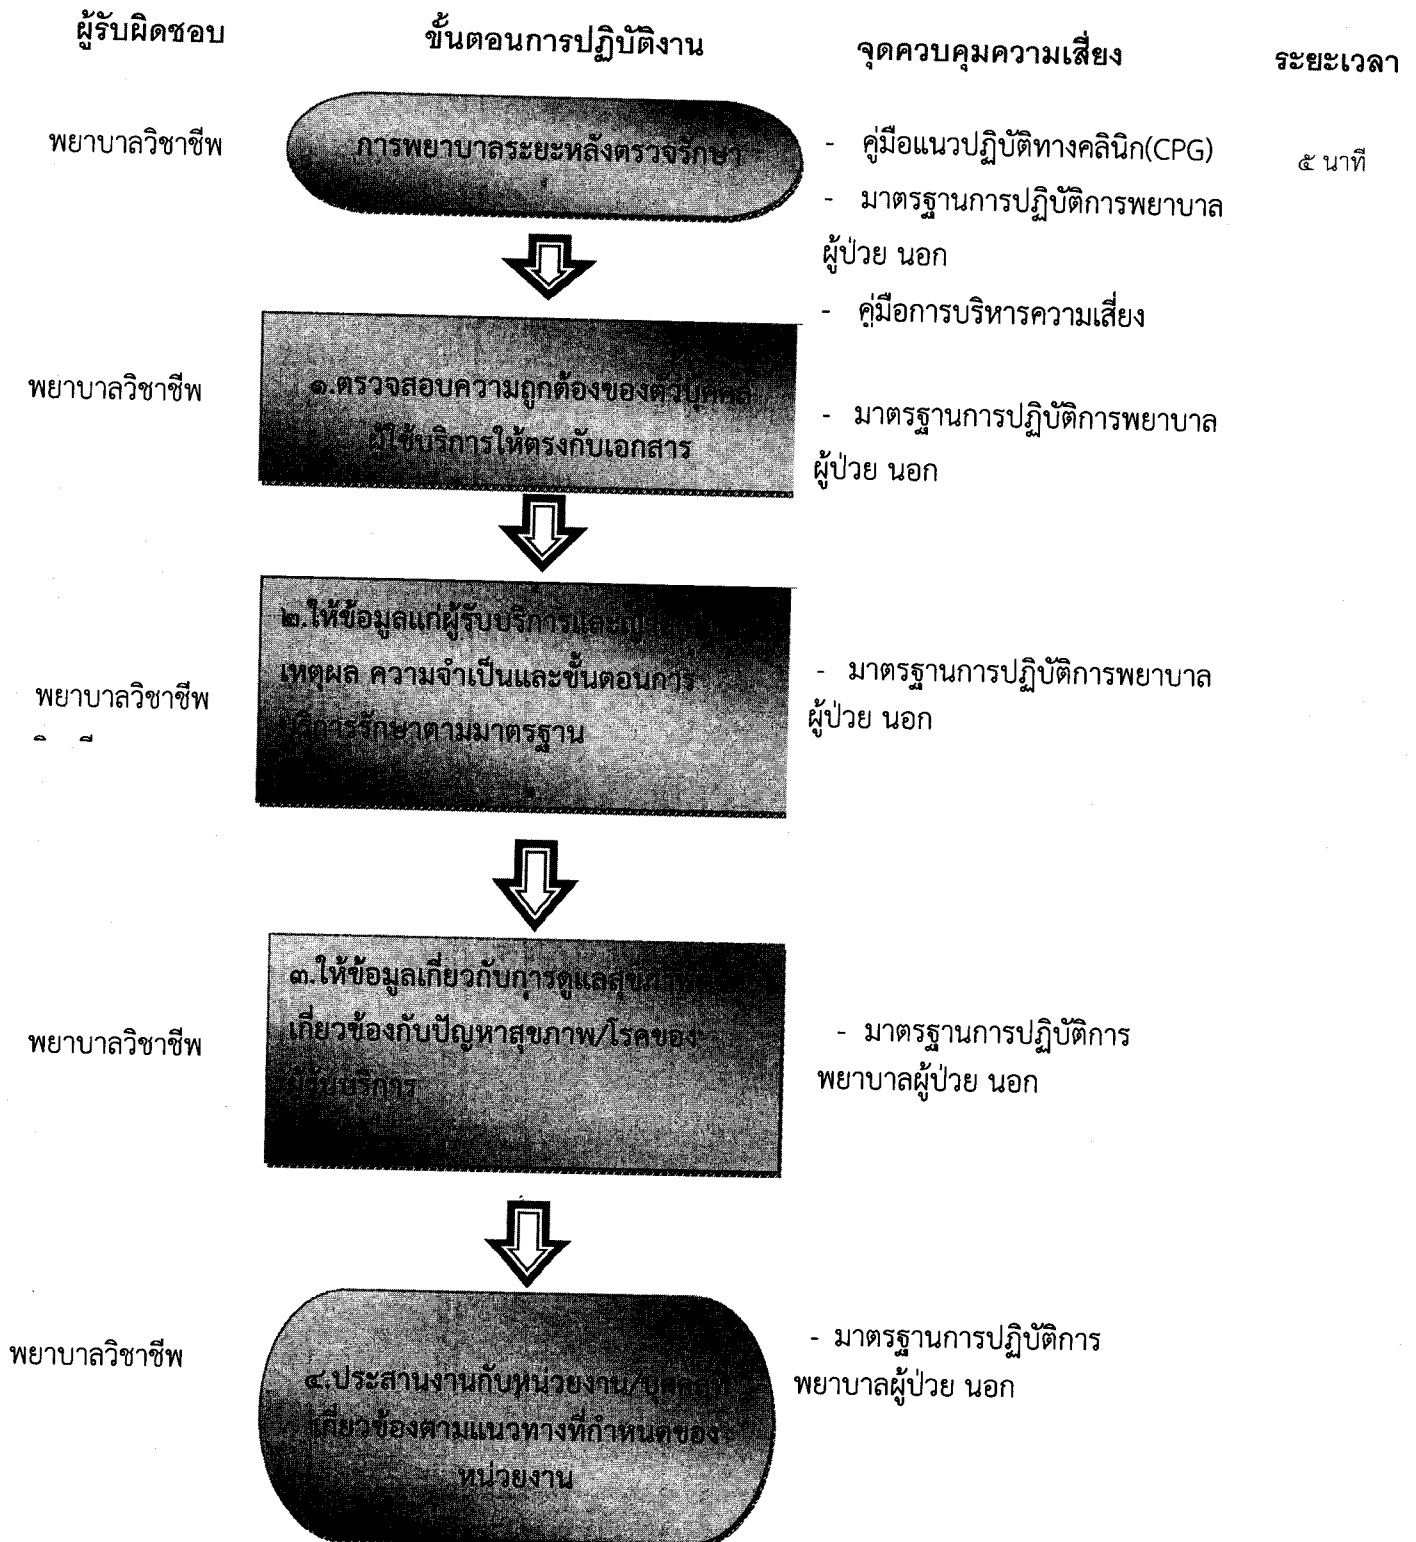 ผู้รับผิดชอบ ขั้นตอนการปฏิบัติงาน จุดควบคุมความเสี่ยง ระยะเวลา
พยาบาลวิชาชีพ การพยาบาลระยะหลังตรวจรักษา - คู่มือแนวปฏิบัติทางคลินิก(CPG) ๕ นาที
- มาตรฐานการปฏิบัติการพยาบาล
ผู้ป่วย นอก
- คู่มือการบริหารความเสี่ยง
พยาบาลวิชาชีพ ๑.ตรวจสอบความถูกต้องของตัวบุคคล
ผู้ใช้บริการให้ตรงกับเอกสาร
- มาตรฐานการปฏิบัติการพยาบาล
ผู้ป่วย นอก
๒.ให้ข้อมูลแก่ผู้รับบริการและ
เหตุผล ความจำเป็นและขั้นตอนการ
บริการรักษาตามมาตรฐาน
พยาบาลวิชาชีพ
- มาตรฐานการปฏิบัติการพยาบาล
ผู้ป่วย นอก
๓.ให้ข้อมูลเกี่ยวกับการดูแลสุขภาพ
เกี่ยวข้องกับปัญหาสุขภาพ/โรคของ
ผู้รับบริการ
พยาบาลวิชาชีพ
- มาตรฐานการปฏิบัติการ
พยาบาลผู้ป่วย นอก
พยาบาลวิชาชีพ
๔.ประสานงานกับหน่วยงาน/
เกี่ยวข้องตามแนวทางที่กำหนดของ
หน่วยงาน
- มาตรฐานการปฏิบัติการ
พยาบาลผู้ป่วย นอก